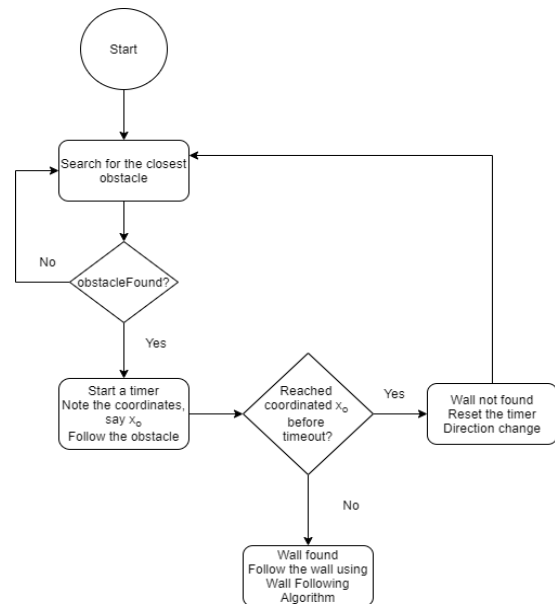 Start
Search for the closest
obstacle
No
obstacleFound?
Yes
Start a timer
Note the coordinates,
say x₀
Follow the obstacle
Reached
coordinated x₀
before
timeout?
Yes
Wall not found
Reset the timer
Direction change
No
Wall found
Follow the wall using
Wall Following
Algorithm